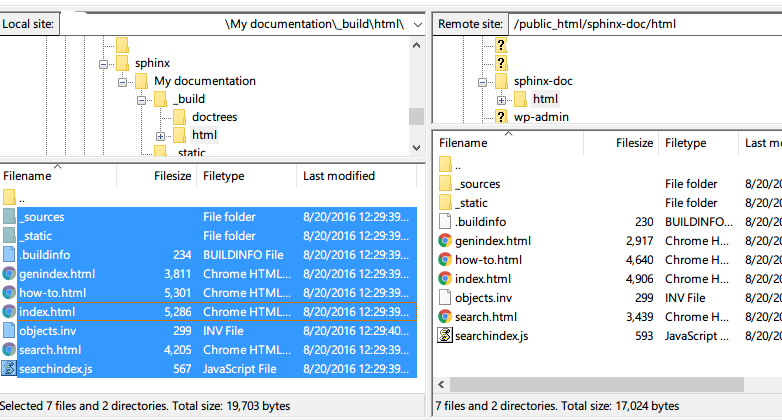 Local site: \My documentation\_build\html\
sphinx
My documentation
_build
doctrees
html
_static
Filename Filesize Filetype Last modified
..
_sources File folder 8/20/2016 12:29:39...
_static File folder 8/20/2016 12:29:39...
.buildinfo 234 BUILDINFO File 8/20/2016 12:29:39...
genindex.html 3,811 Chrome HTML... 8/20/2016 12:29:39...
how-to.html 5,301 Chrome HTML... 8/20/2016 12:29:39...
index.html 5,286 Chrome HTML... 8/20/2016 12:29:39...
objects.inv 299 INV File 8/20/2016 12:29:40...
search.html 4,205 Chrome HTML... 8/20/2016 12:29:39...
searchindex.js 567 JavaScript File 8/20/2016 12:29:39...
Selected 7 files and 2 directories. Total size: 19,703 bytes
Remote site: /public_html/sphinx-doc/html
?
?
sphinx-doc
html
? wp-admin
Filename Filesize Filetype Last mo
..
_sources File folder 8/20/20
_static File folder 8/20/20
.buildinfo 230 BUILDINFO... 8/20/20
genindex.html 2,917 Chrome H... 8/20/20
how-to.html 4,640 Chrome H... 8/20/20
index.html 4,906 Chrome H... 8/20/20
objects.inv 299 INV File 8/20/20
search.html 3,439 Chrome H... 8/20/20
searchindex.js 593 JavaScript ... 8/20/20
7 files and 2 directories. Total size: 17,024 bytes